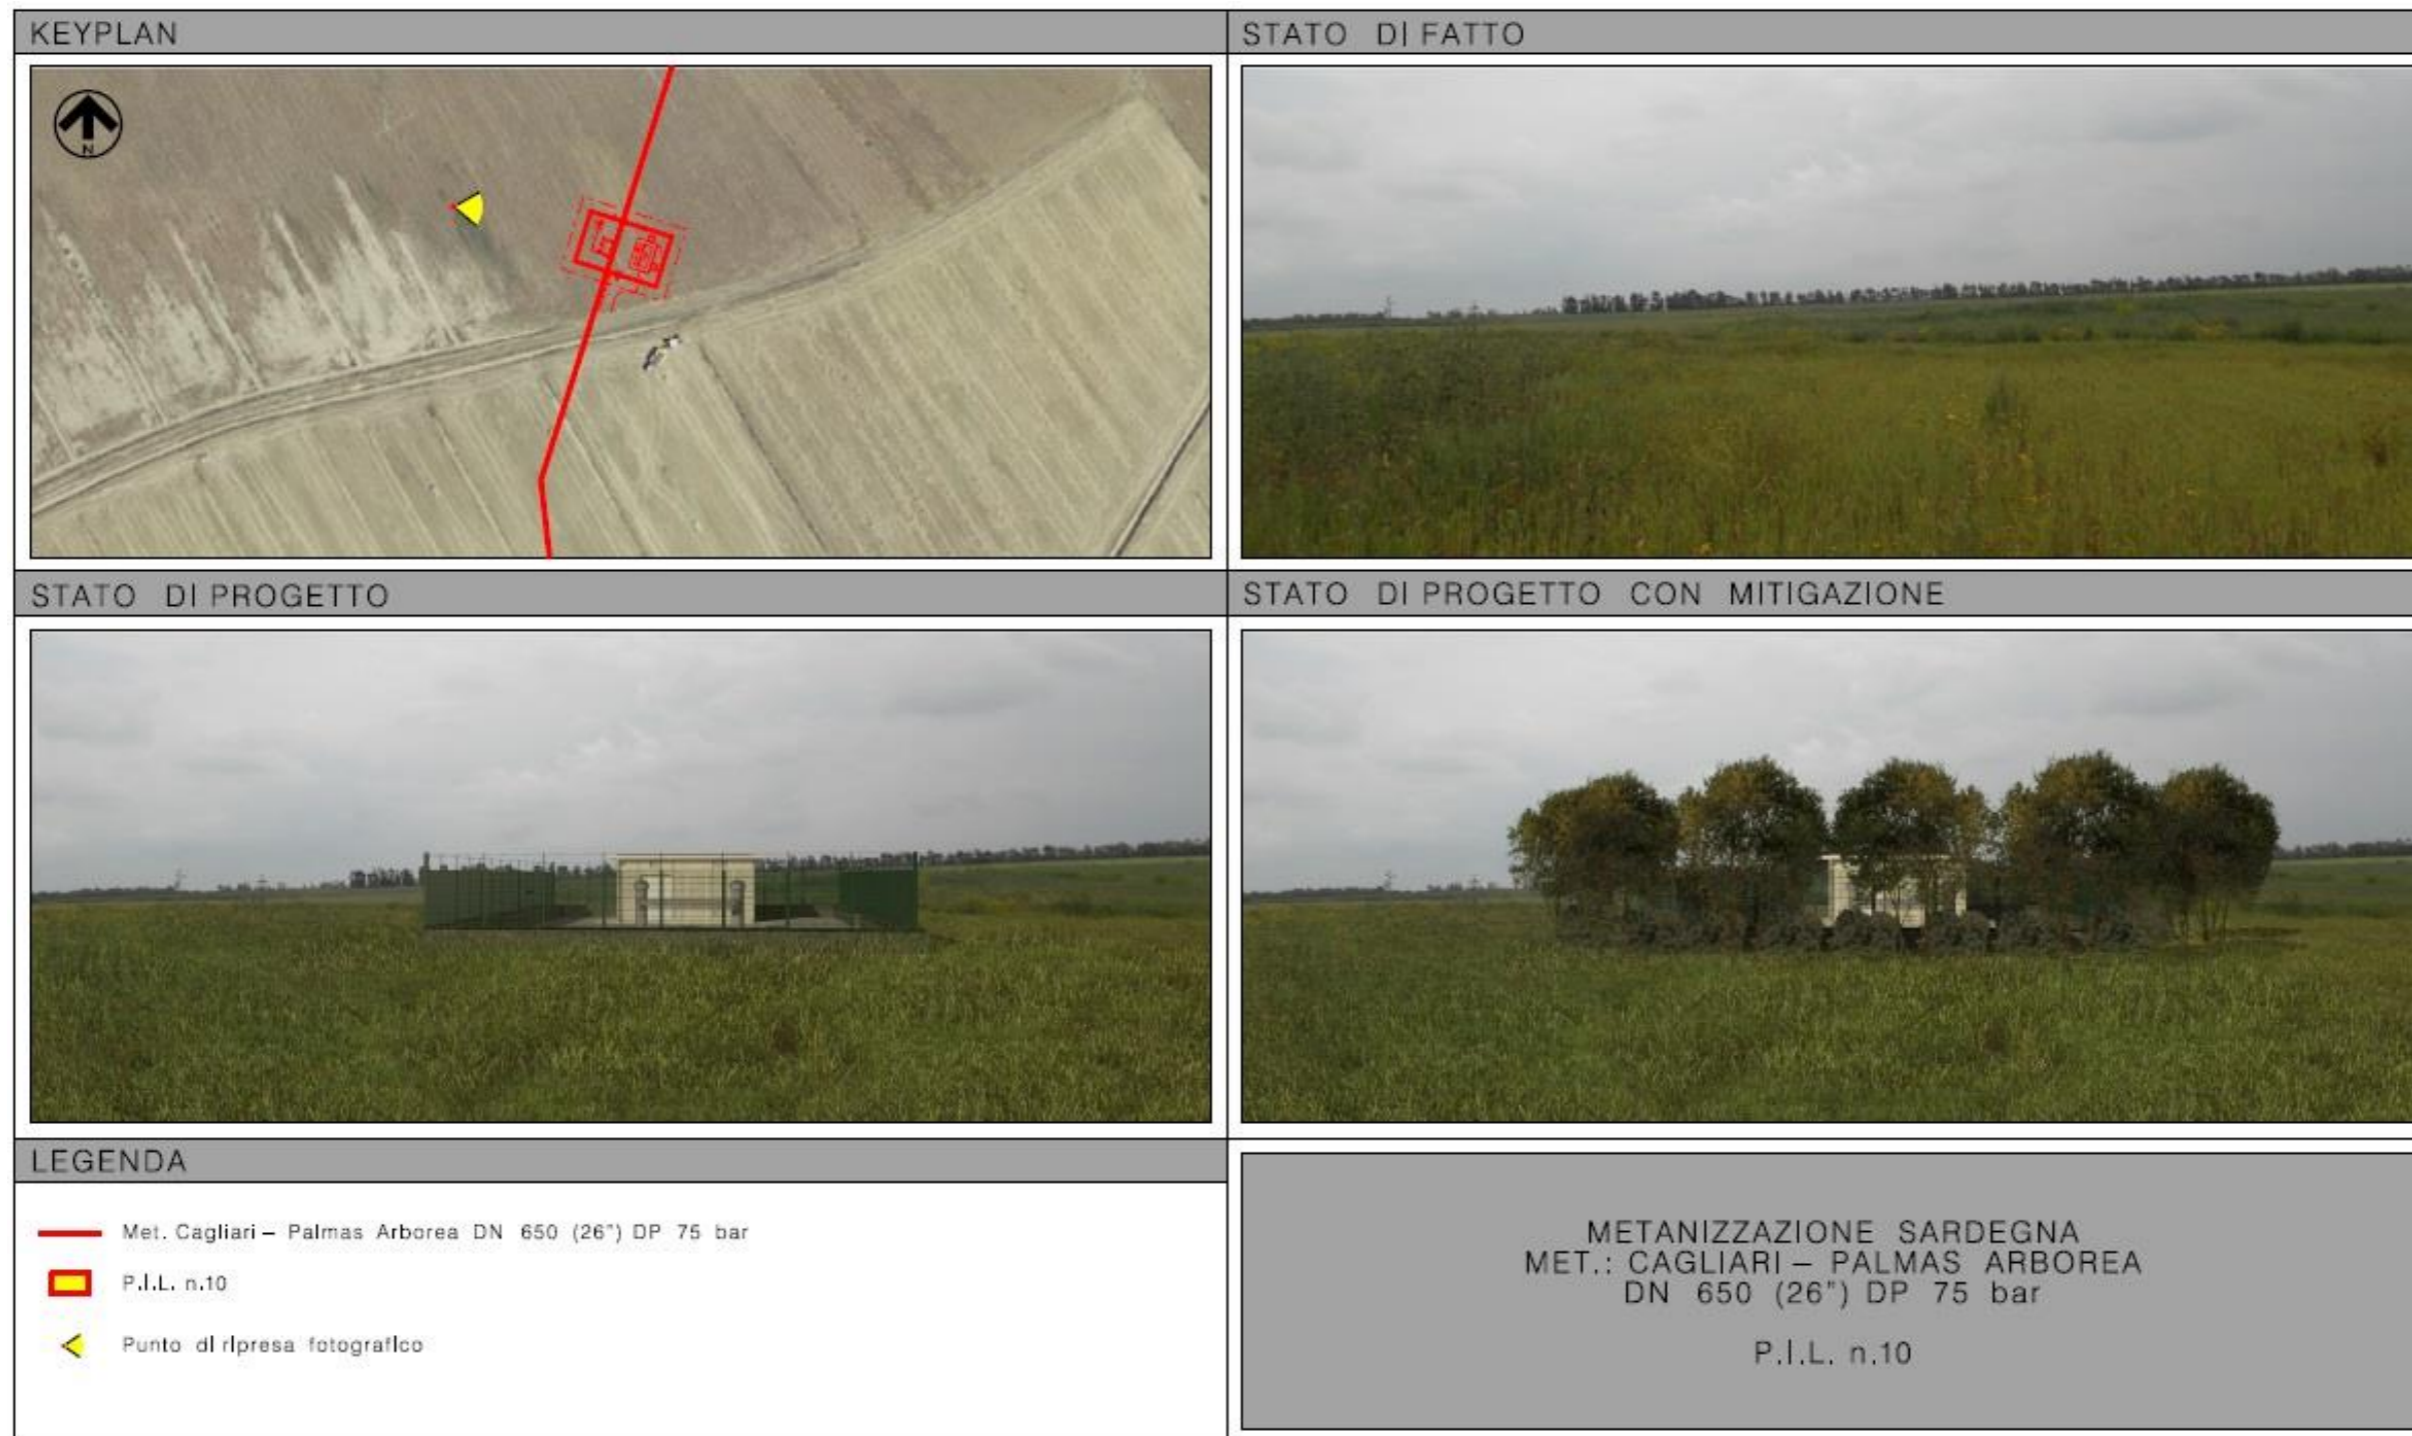 KEYPLAN
STATO DI FATTO
N
STATO DI PROGETTO
STATO DI PROGETTO CON MITIGAZIONE
LEGENDA
Met. Cagliari – Palmas Arborea DN 650 (26") DP 75 bar
P.I.L. n.10
Punto di ripresa fotografico
METANIZZAZIONE SARDEGNA
MET.: CAGLIARI – PALMAS ARBOREA
DN 650 (26") DP 75 bar
P.I.L. n.10